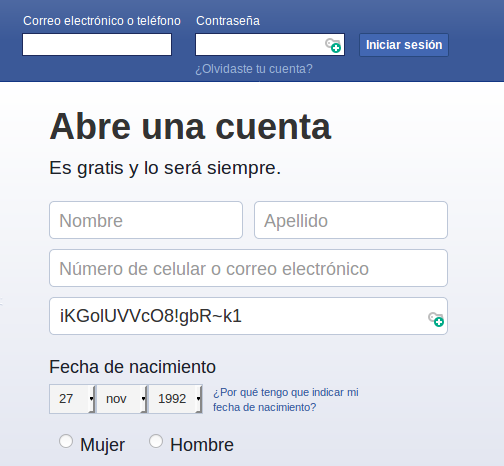 Correo electrónico o teléfono Contraseña
Iniciar sesión
¿Olvidaste tu cuenta?
Abre una cuenta
Es gratis y lo será siempre.
Nombre Apellido
Número de celular o correo electrónico
iKGolUVVcO8!gbR~k1
Fecha de nacimiento
27 nov 1992 ¿Por qué tengo que indicar mi
fecha de nacimiento?
Mujer Hombre